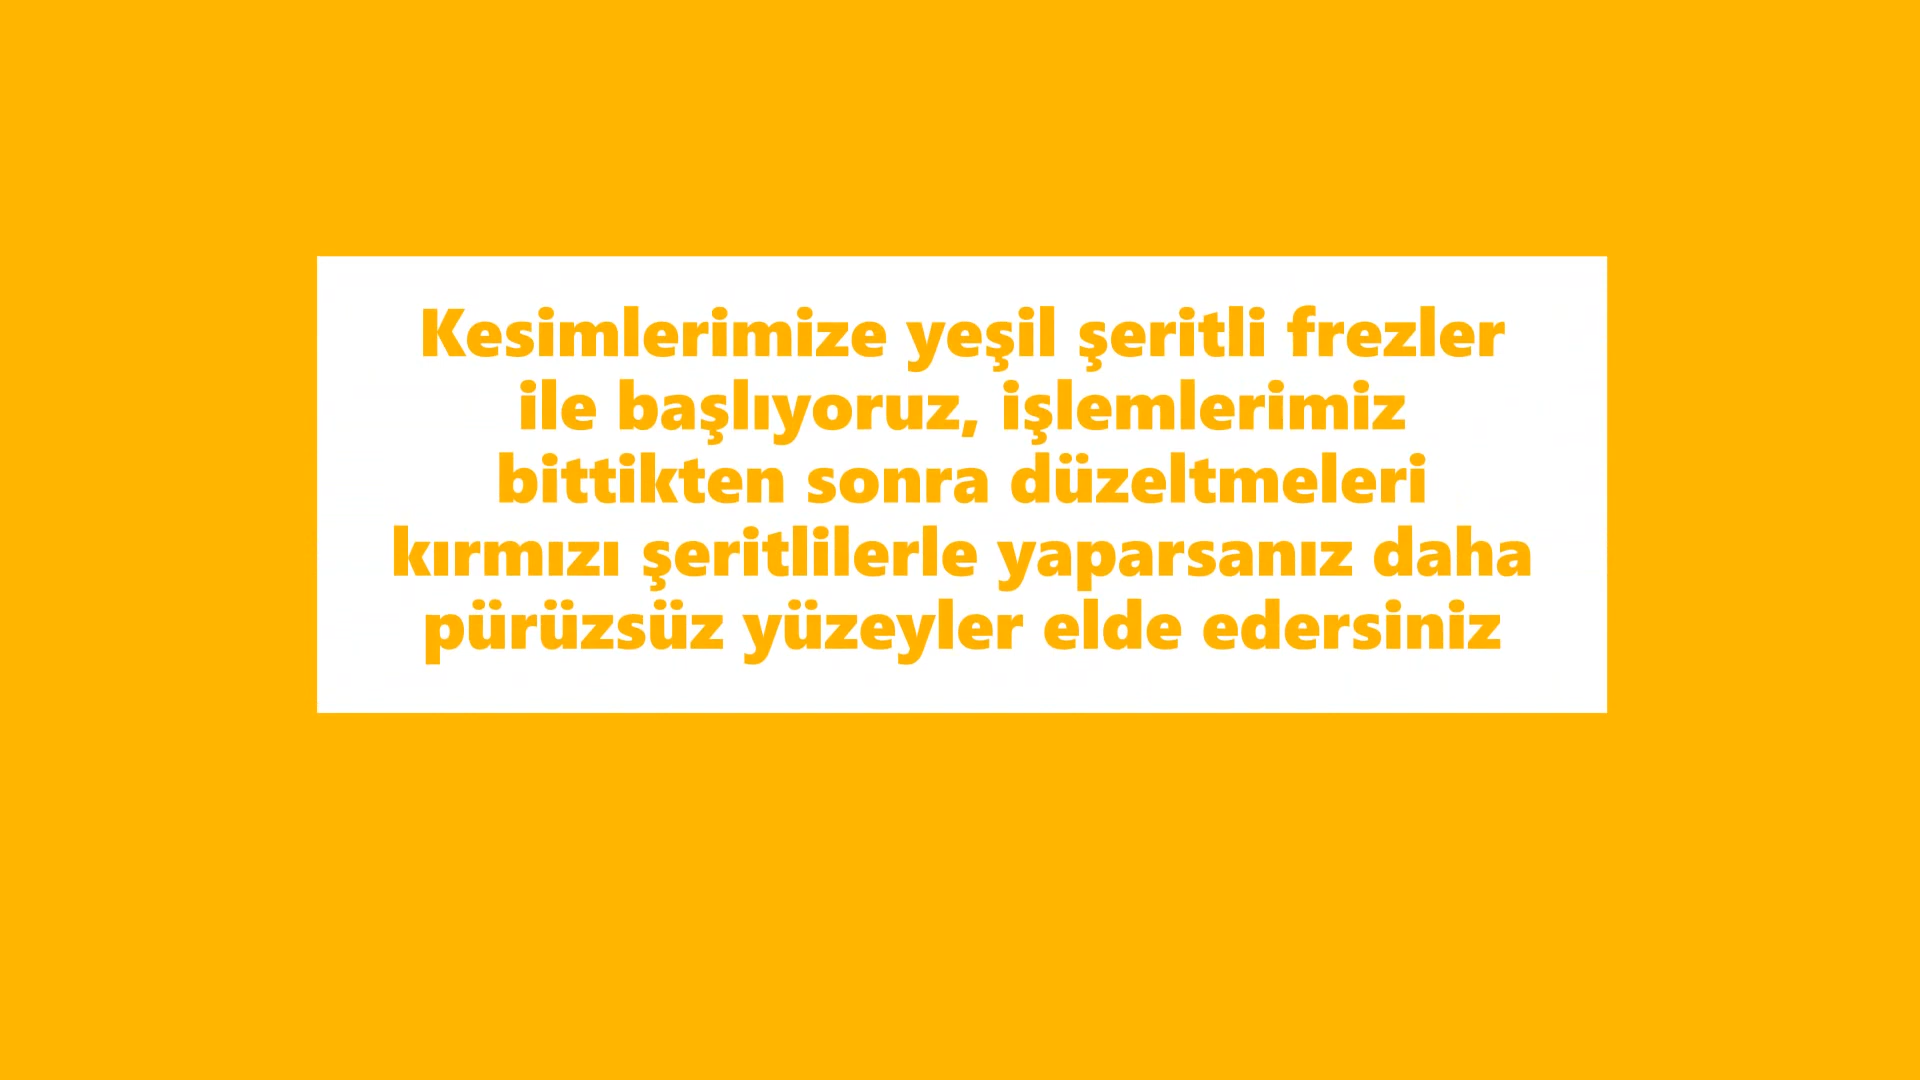 Kesimlerimize yeşil şeritli frezler
ile başlıyoruz, işlemlerimiz
bittikten sonra düzeltmeleri
kırmızı şeritlilerle yaparsanız daha
pürüzsüz yüzeyler elde edersiniz